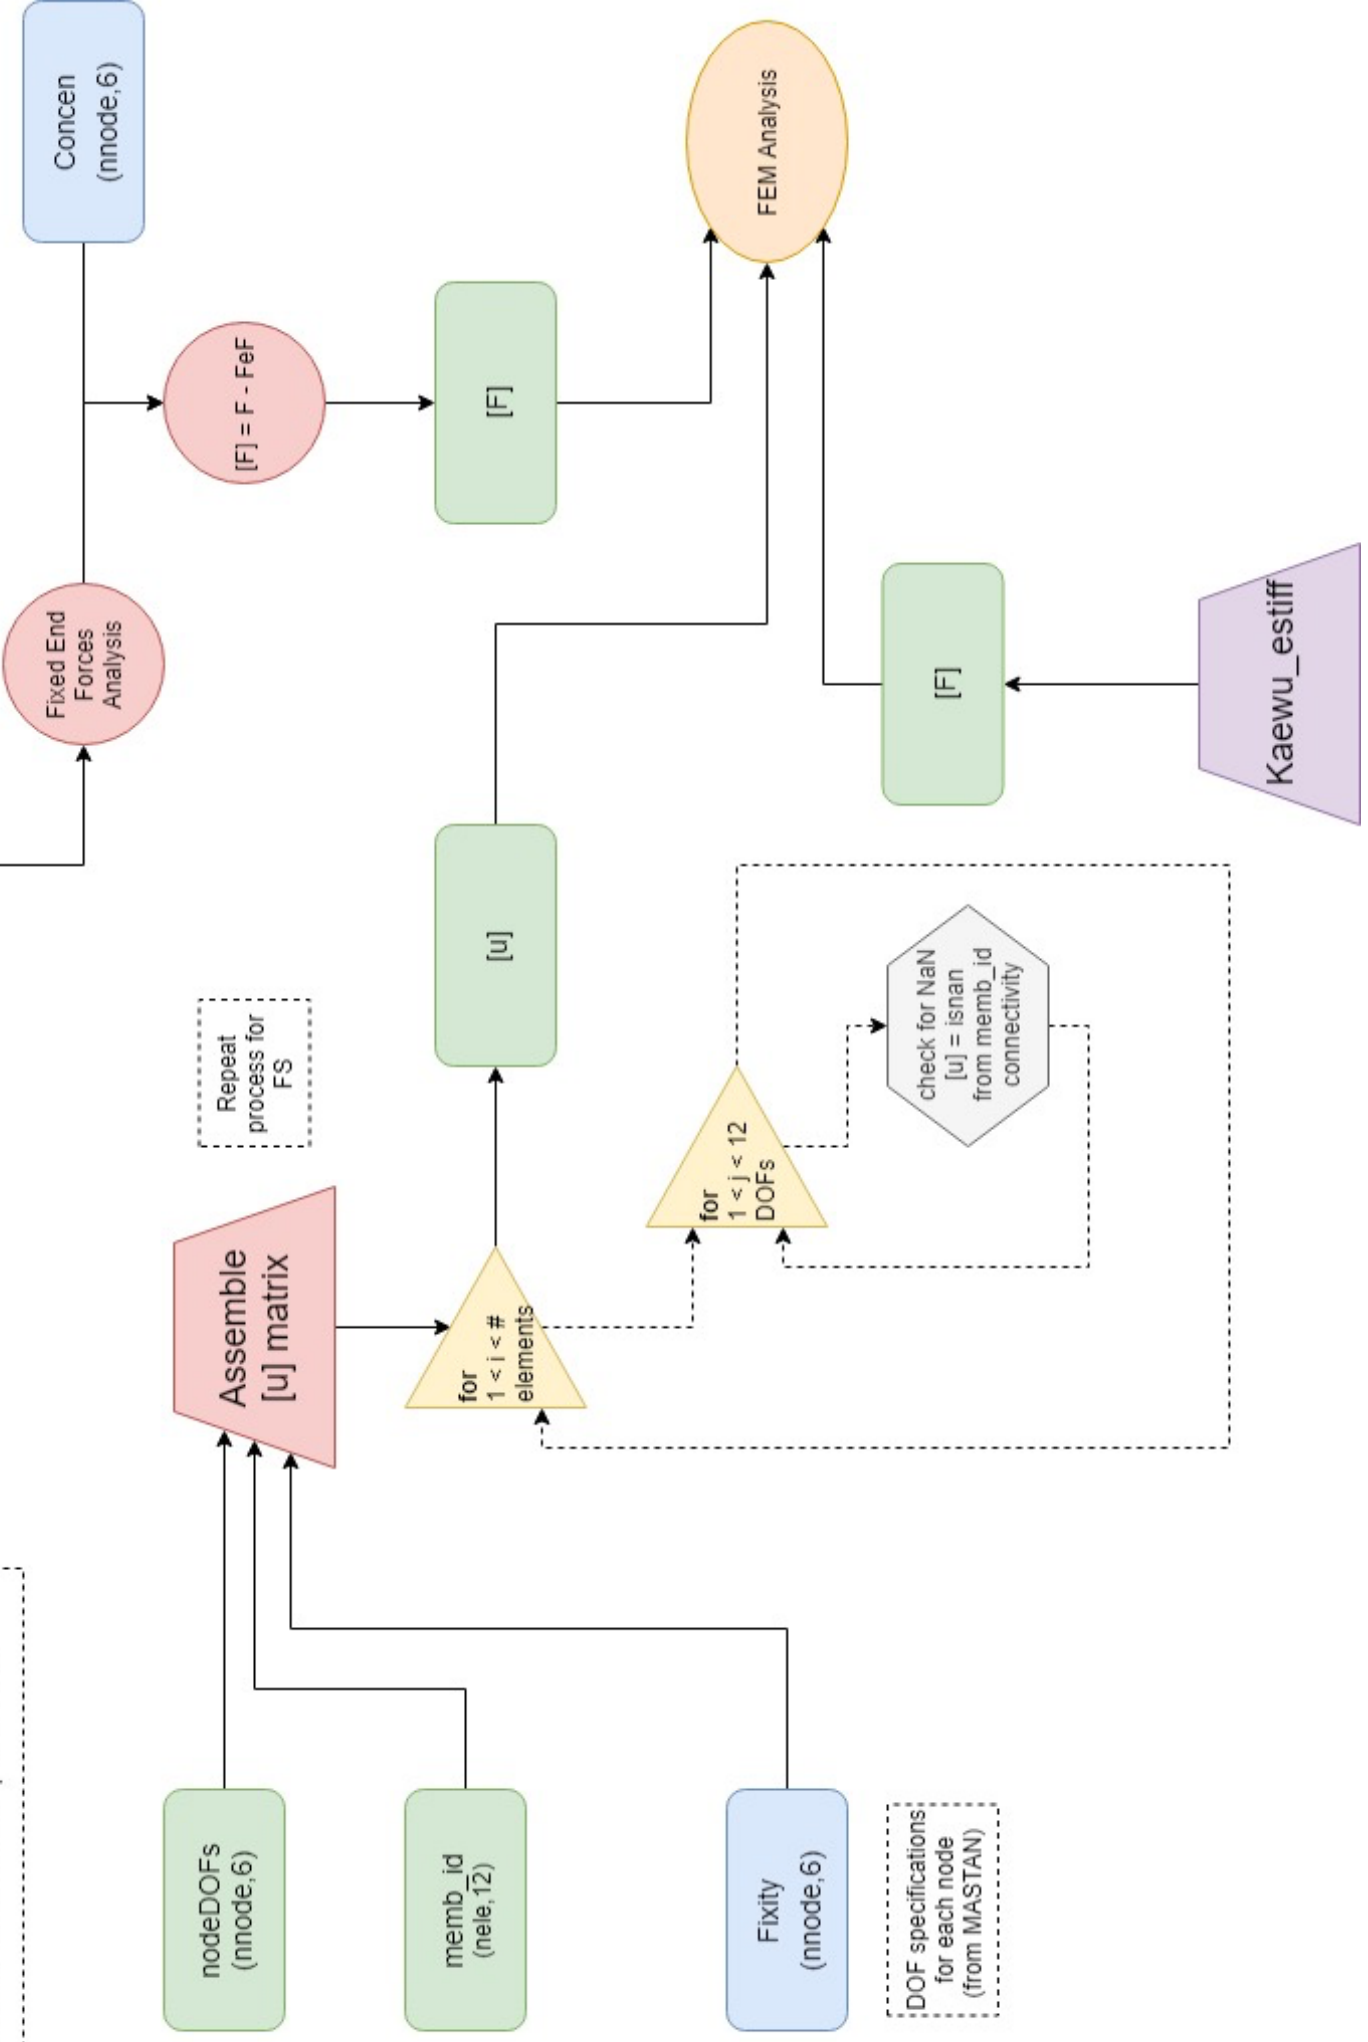 Concen
(nnode,6)
Fixed End
Forces
Analysis
[F] = F - FeF
[F]
FEM Analysis
Repeat
process for
FS
Assemble
[u] matrix
[u]
for
1 < i < #
elements
for
1 < j < 12
DOFs
check for NaN
[u] = isnan
from memb_id
connectivity
[F]
Kaewu_estiff
nodeDOFs
(nnode,6)
memb_id
(nele,12)
Fixity
(nnode,6)
DOF specifications
for each node
(from MASTAN)